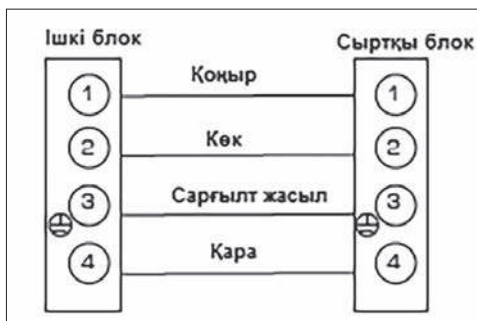 Ішкі блок
Сыртқы блок
1 Қоңыр 1
2 Көк 2
3 Сарғылт жасыл 3
4 Қара 4